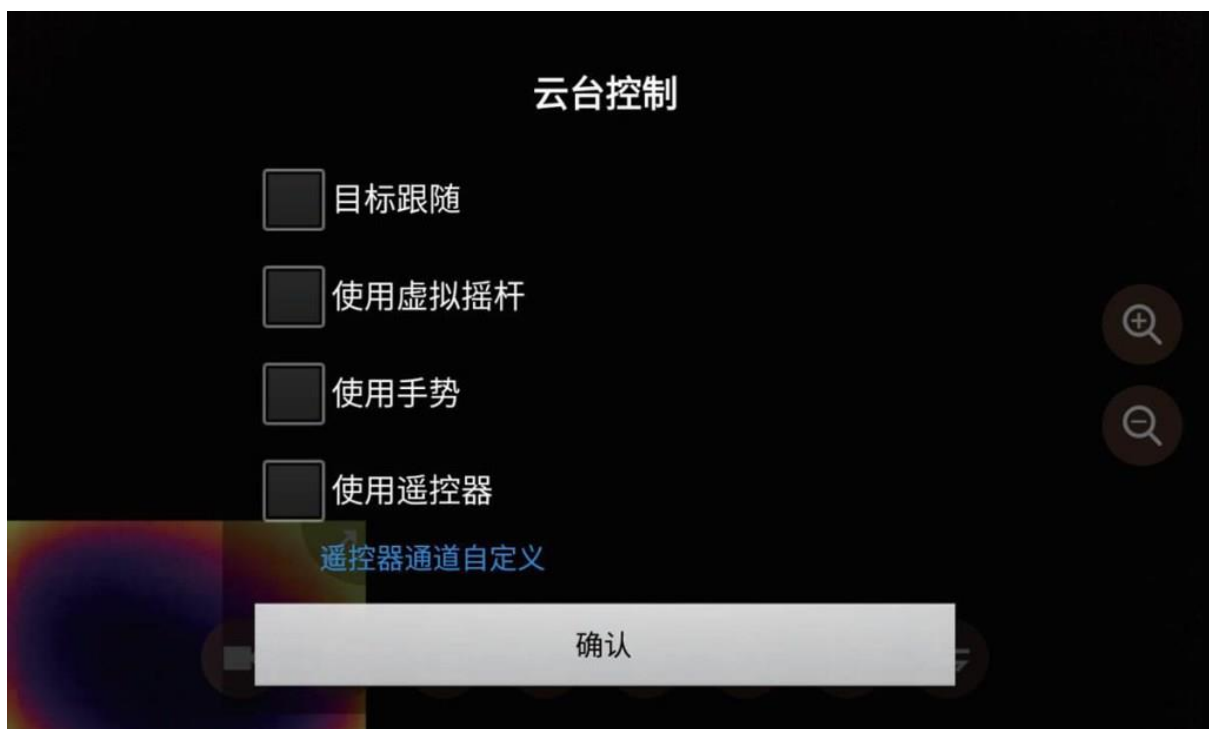 云台控制
目标跟随
使用虚拟摇杆
使用手势
使用遥控器
遥控器通道自定义
确认